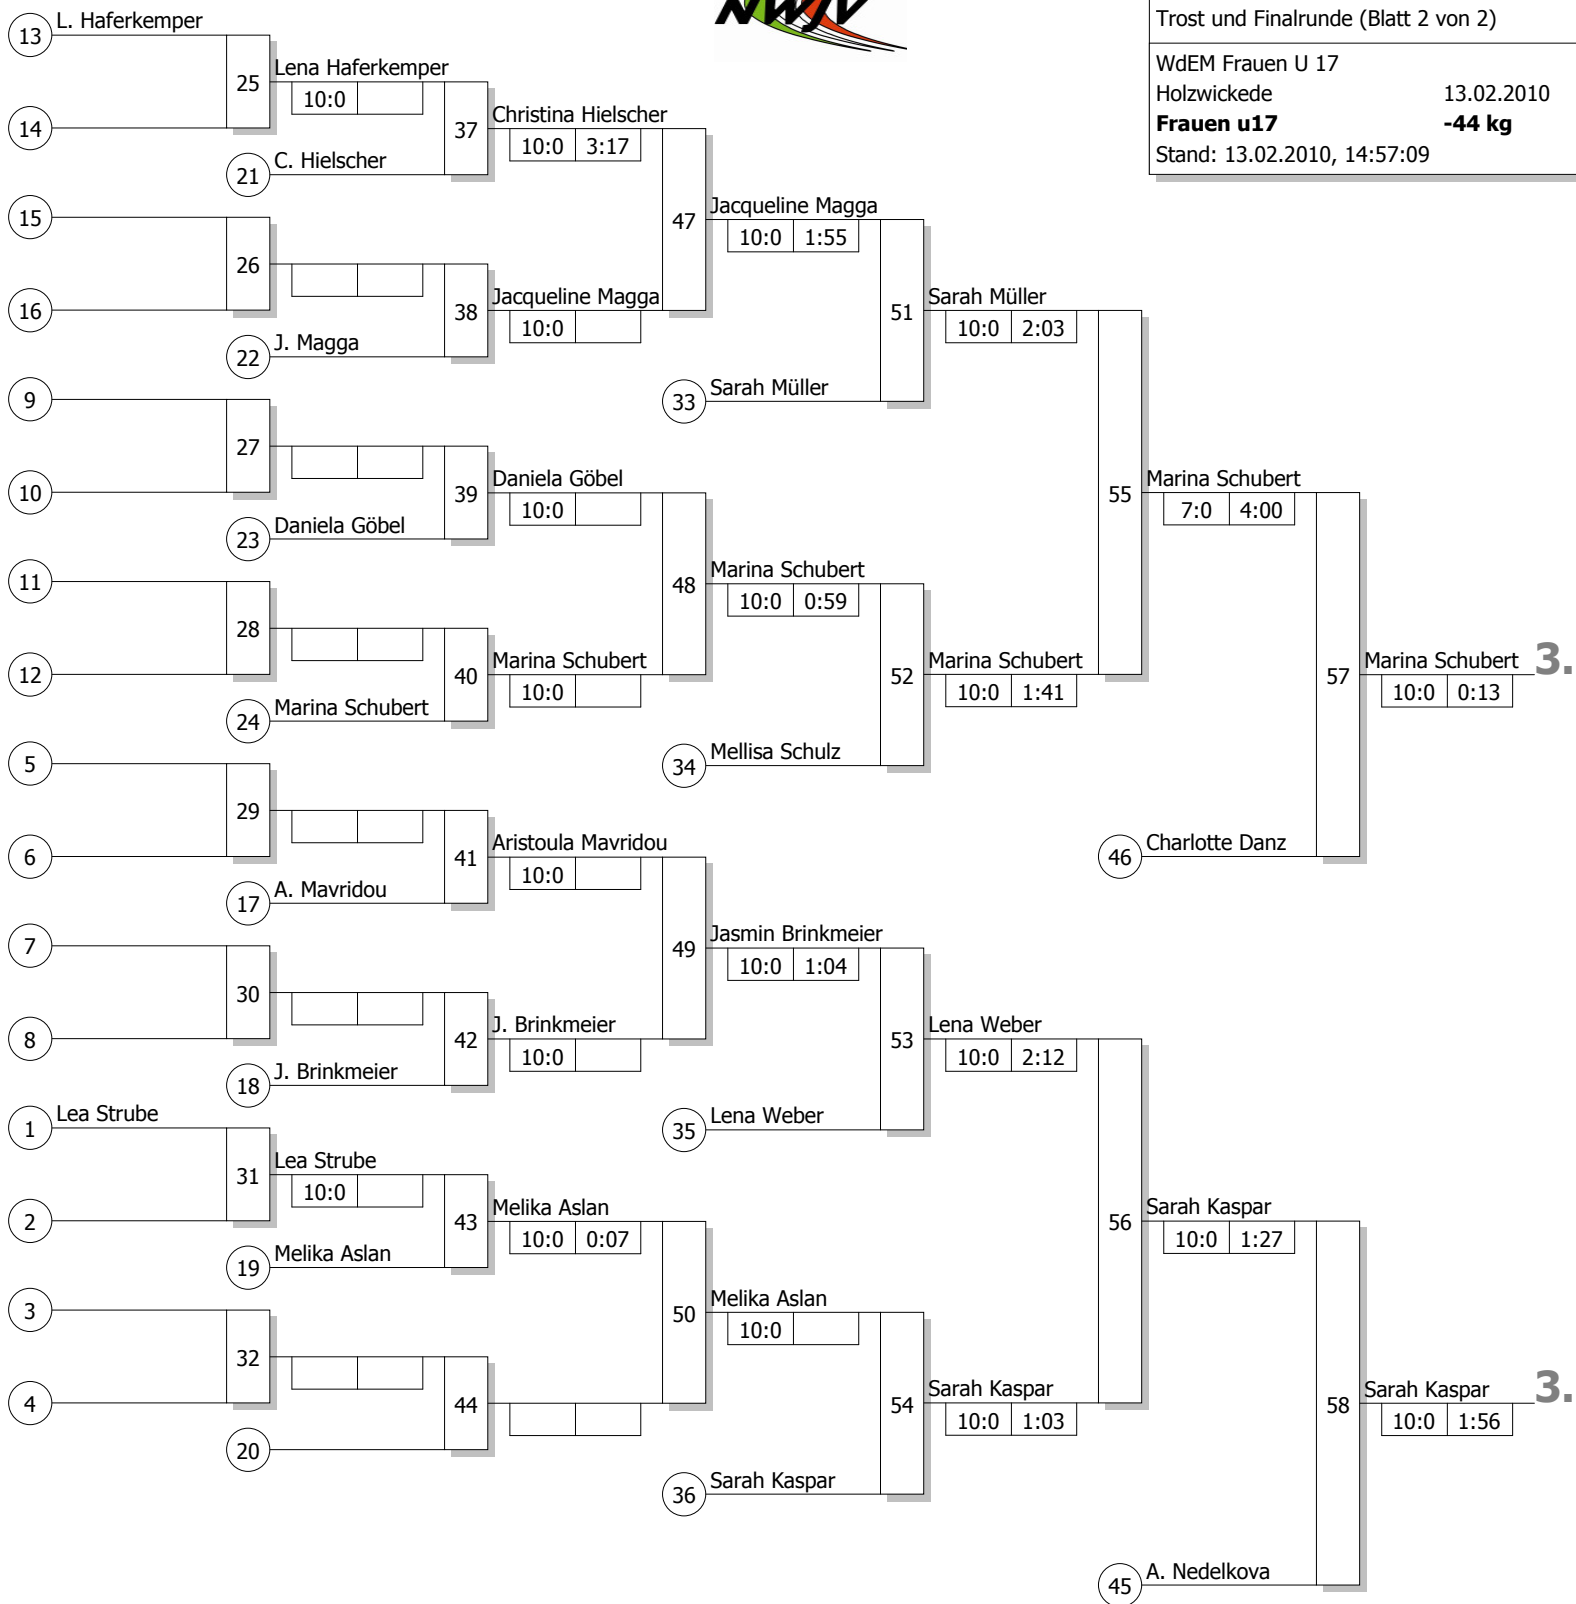 NWJV
Trost und Finalrunde (Blatt 2 von 2)
WdEM Frauen U 17
Holzwickede 13.02.2010
Frauen u17 -44 kg
Stand: 13.02.2010, 14:57:09
13 L. Haferkemper
25 Lena Haferkemper
10:0
14
37 Christina Hielscher
10:0 3:17
21 C. Hielscher
15
47 Jacqueline Magga
10:0 1:55
26
16
38 Jacqueline Magga
10:0
22 J. Magga
51 Sarah Müller
10:0 2:03
33 Sarah Müller
9
27
10
39 Daniela Göbel
10:0
23 Daniela Göbel
55 Marina Schubert
7:0 4:00
11
48 Marina Schubert
10:0 0:59
28
12
40 Marina Schubert
10:0
24 Marina Schubert
52 Marina Schubert
10:0 1:41
57 Marina Schubert 3.
10:0 0:13
34 Mellisa Schulz
5
29
6
41 Aristoula Mavridou
10:0
17 A. Mavridou
46 Charlotte Danz
7
49 Jasmin Brinkmeier
10:0 1:04
30
8
42 J. Brinkmeier
10:0
18 J. Brinkmeier
53 Lena Weber
10:0 2:12
35 Lena Weber
1 Lea Strube
31 Lea Strube
10:0
2
43 Melika Aslan
10:0 0:07
19 Melika Aslan
56 Sarah Kaspar
10:0 1:27
3
50 Melika Aslan
10:0
32
4
44
20
54 Sarah Kaspar
10:0 1:03
58 Sarah Kaspar 3.
10:0 1:56
36 Sarah Kaspar
45 A. Nedelkova